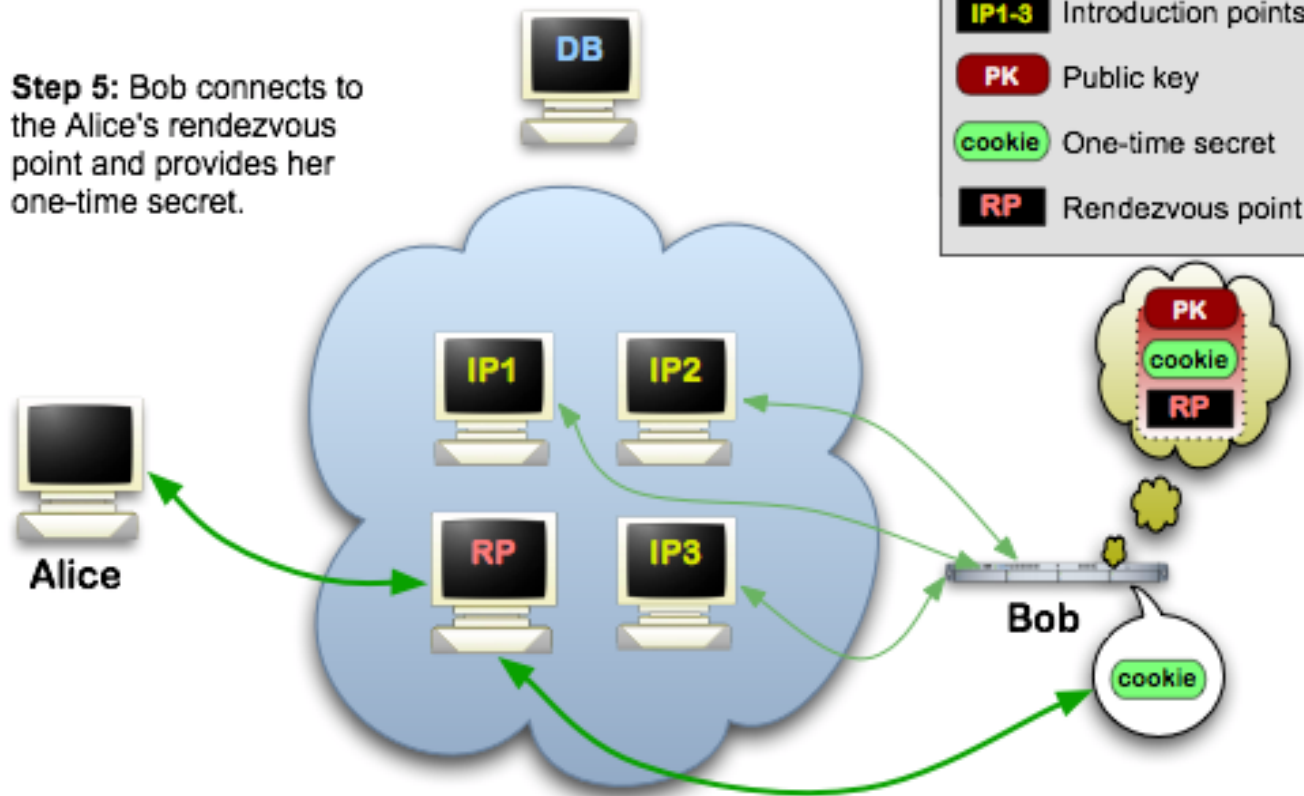 DB
Step 5: Bob connects to
the Alice's rendezvous
point and provides her
one-time secret.
IP1-3 Introduction points
PK Public key
cookie One-time secret
RP Rendezvous point
PK
cookie
RP
IP1
IP2
RP
IP3
Alice
Bob
cookie